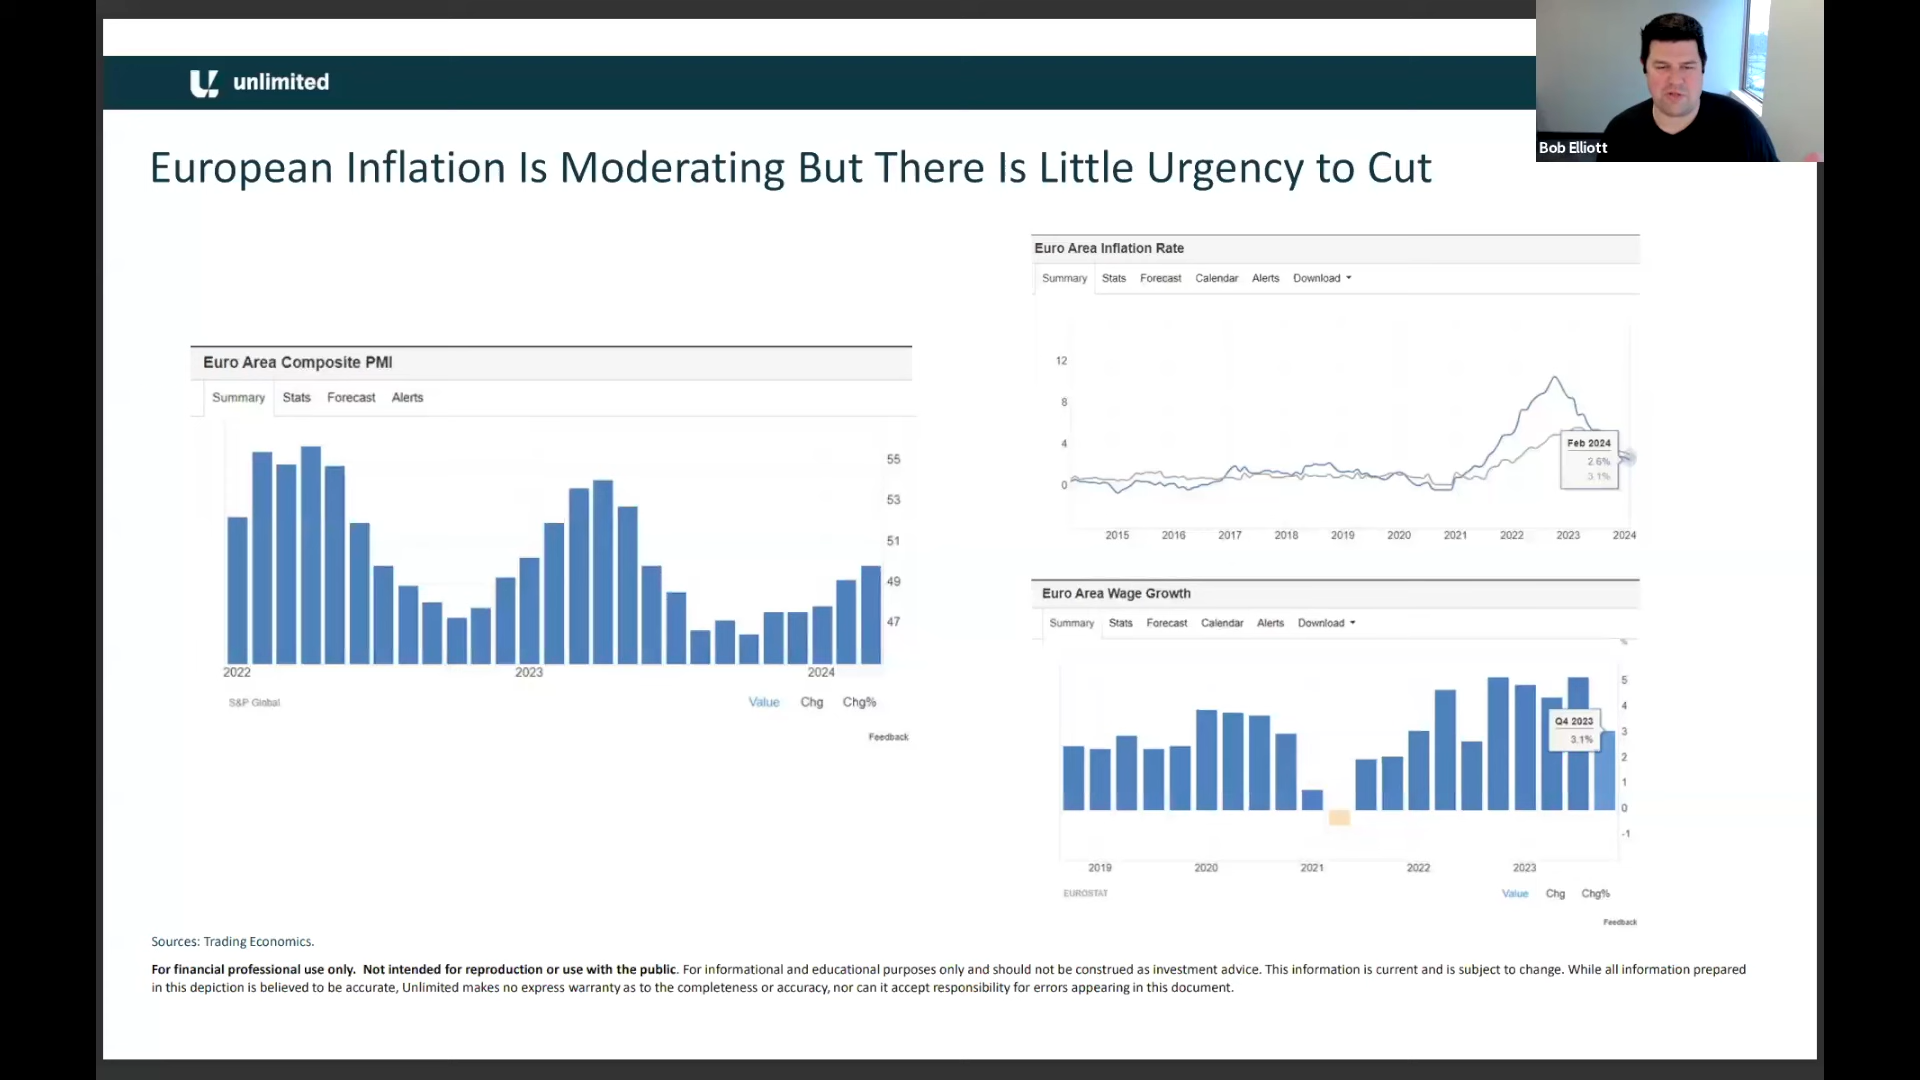 unlimited
Bob Elliott
European Inflation Is Moderating But There Is Little Urgency to Cut
Euro Area Composite PMI
Summary Stats Forecast Alerts
55
53
51
49
47
2022 2023 2024
S&P Global Value Chg Chg%
Feedback
Euro Area Inflation Rate
Summary Stats Forecast Calendar Alerts Download
12
8
4
0
Feb 2024
2.6%
3.1%
2015 2016 2017 2018 2019 2020 2021 2022 2023 2024
Euro Area Wage Growth
Summary Stats Forecast Calendar Alerts Download
%
5
4
3
2
1
0
-1
Q4 2023
3.1%
2019 2020 2021 2022 2023
EUROSTAT Value Chg Chg%
Feedback
Sources: Trading Economics.
For financial professional use only. Not intended for reproduction or use with the public. For informational and educational purposes only and should not be construed as investment advice. This information is current and is subject to change. While all information prepared
in this depiction is believed to be accurate, Unlimited makes no express warranty as to the completeness or accuracy, nor can it accept responsibility for errors appearing in this document.